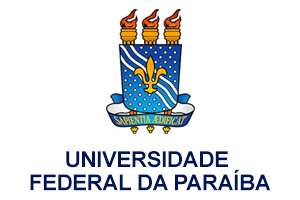 SAPIENTIA ÆDIFICAT
UNIVERSIDADE
FEDERAL DA PARAÍBA